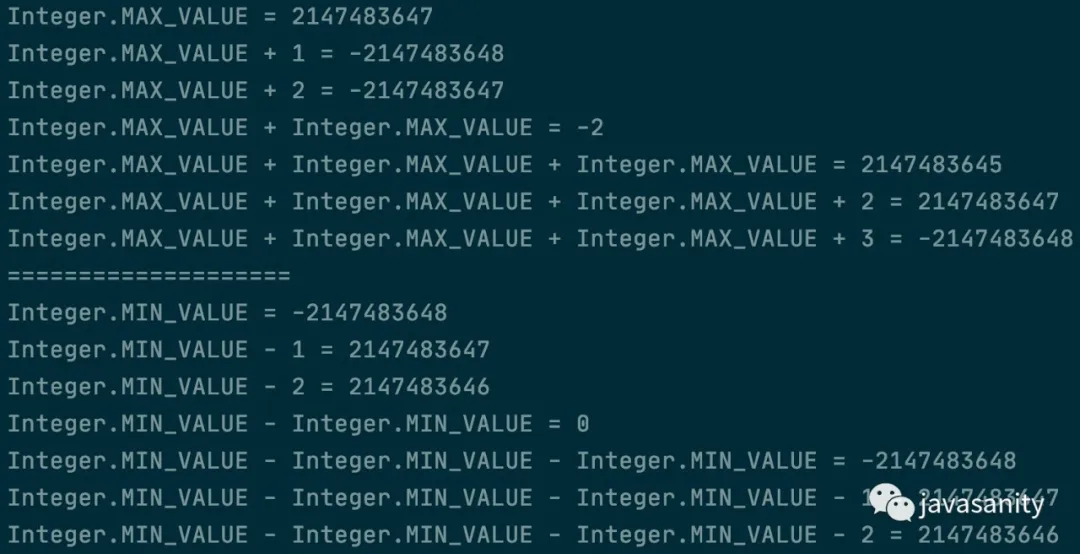 Integer.MAX_VALUE = 2147483647
Integer.MAX_VALUE + 1 = -2147483648
Integer.MAX_VALUE + 2 = -2147483647
Integer.MAX_VALUE + Integer.MAX_VALUE = -2
Integer.MAX_VALUE + Integer.MAX_VALUE + Integer.MAX_VALUE = 2147483645
Integer.MAX_VALUE + Integer.MAX_VALUE + Integer.MAX_VALUE + 2 = 2147483647
Integer.MAX_VALUE + Integer.MAX_VALUE + Integer.MAX_VALUE + 3 = -2147483648
====================
Integer.MIN_VALUE = -2147483648
Integer.MIN_VALUE - 1 = 2147483647
Integer.MIN_VALUE - 2 = 2147483646
Integer.MIN_VALUE - Integer.MIN_VALUE = 0
Integer.MIN_VALUE - Integer.MIN_VALUE - Integer.MIN_VALUE = -2147483648
Integer.MIN_VALUE - Integer.MIN_VALUE - Integer.MIN_VALUE - 1
javasanity
Integer.MIN_VALUE - Integer.MIN_VALUE - Integer.MIN_VALUE - 2 = 2147483646